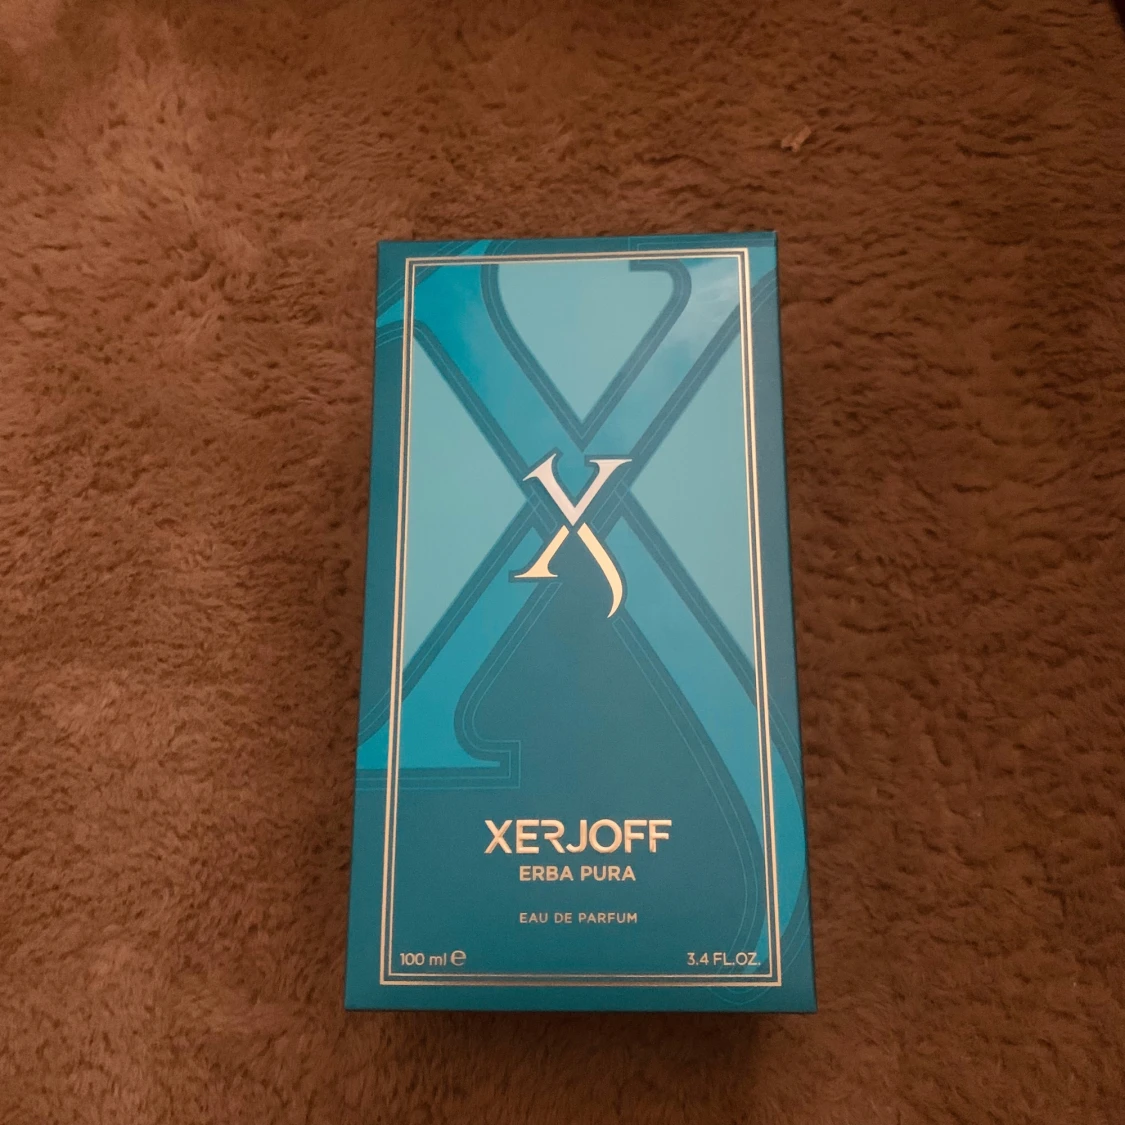 X
XERJOFF
ERBA PURA
EAU DE PARFUM
100 ml ℮
3.4 FL.OZ.